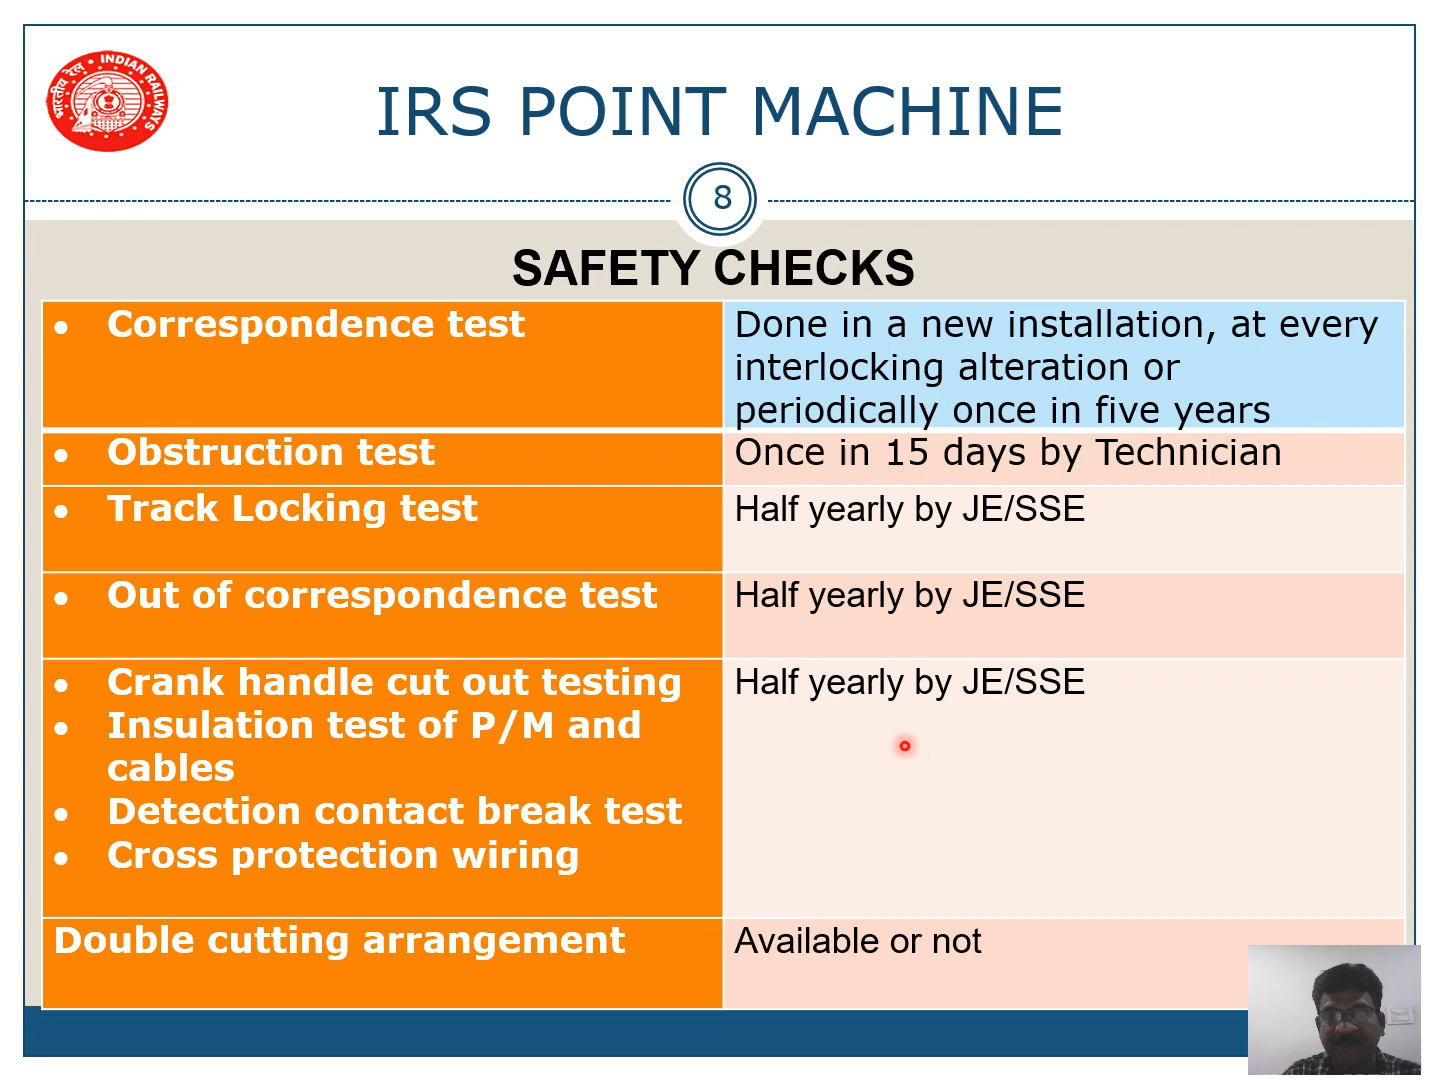 भारतीय रेल • INDIAN RAILWAYS
IRS POINT MACHINE
8
SAFETY CHECKS
• Correspondence test
Done in a new installation, at every
interlocking alteration or
periodically once in five years
• Obstruction test
Once in 15 days by Technician
• Track Locking test
Half yearly by JE/SSE
• Out of correspondence test
Half yearly by JE/SSE
• Crank handle cut out testing
• Insulation test of P/M and
cables
• Detection contact break test
• Cross protection wiring
Half yearly by JE/SSE
Double cutting arrangement
Available or not